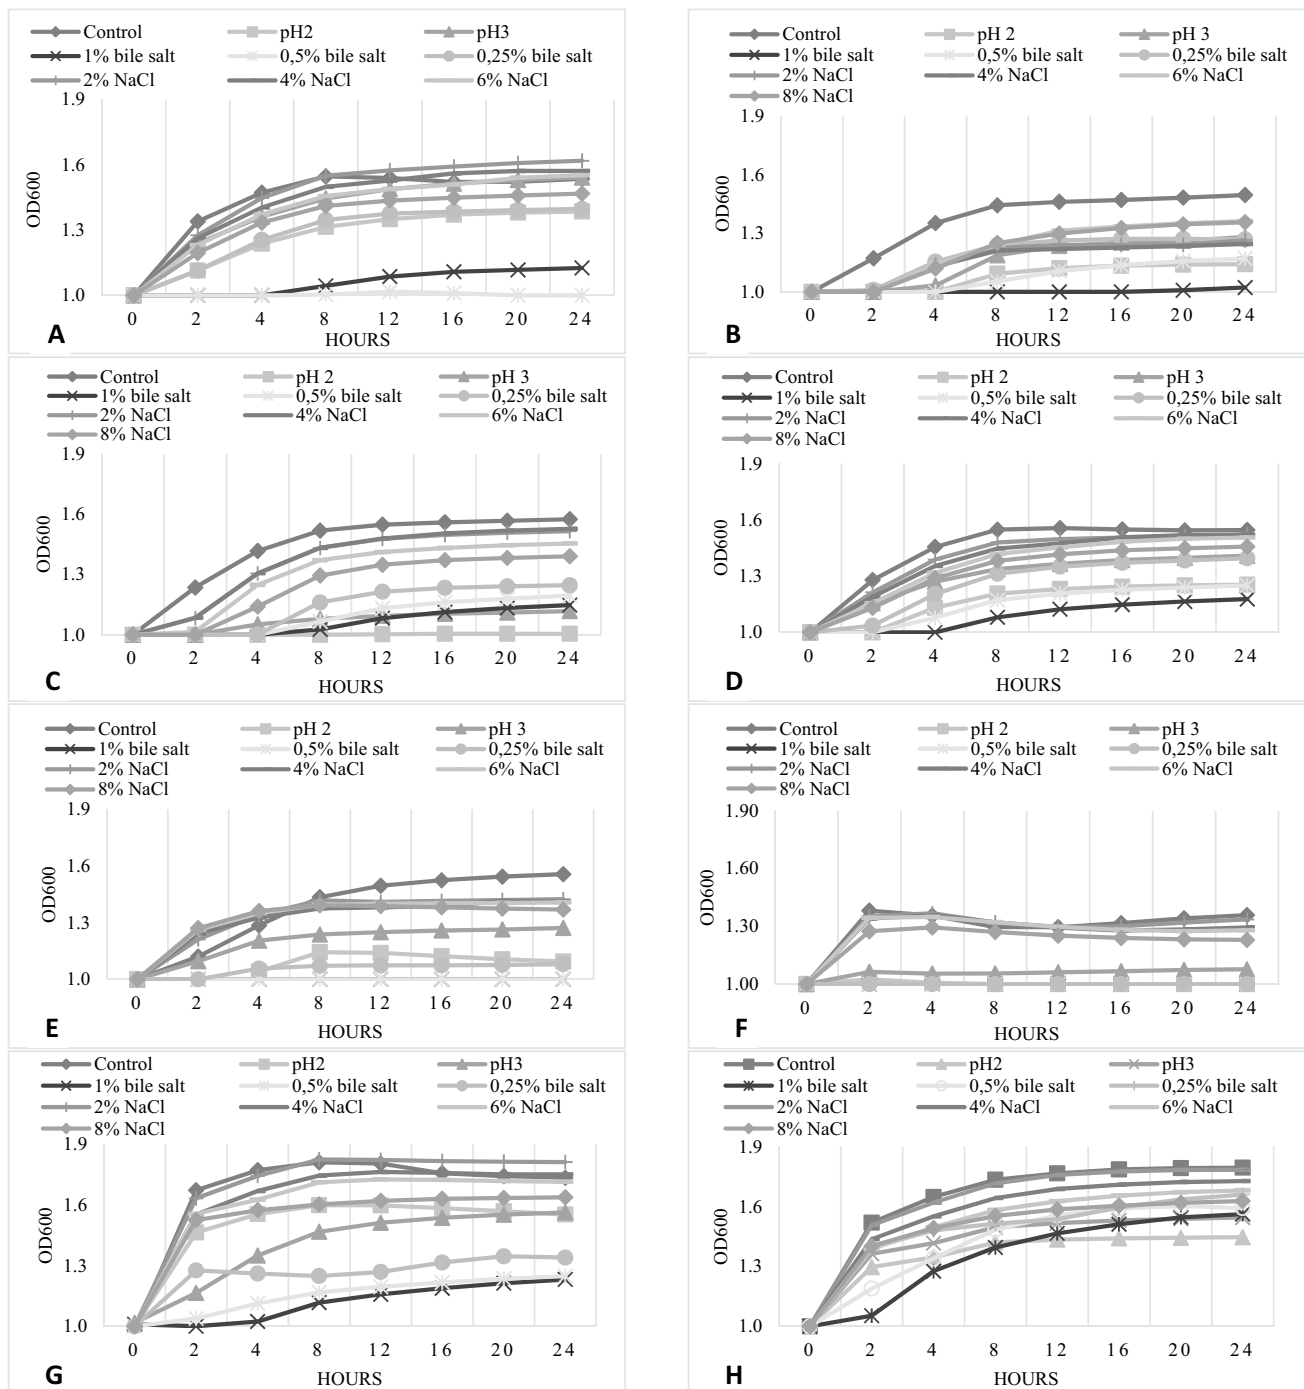 Control pH2 pH3
1% bile salt 0,5% bile salt 0,25% bile salt
2% NaCl 4% NaCl 6% NaCl
1.9
1.6
1.3
1.0
OD600
0 2 4 8 12 16 20 24
HOURS
A
Control pH 2 pH 3
1% bile salt 0,5% bile salt 0,25% bile salt
2% NaCl 4% NaCl 6% NaCl
8% NaCl
1.9
1.6
1.3
1.0
OD600
0 2 4 8 12 16 20 24
HOURS
B
Control pH 2 pH 3
1% bile salt 0,5% bile salt 0,25% bile salt
2% NaCl 4% NaCl 6% NaCl
8% NaCl
1.9
1.6
1.3
1.0
OD600
0 2 4 8 12 16 20 24
HOURS
C
Control pH 2 pH 3
1% bile salt 0,5% bile salt 0,25% bile salt
2% NaCl 4% NaCl 6% NaCl
8% NaCl
1.9
1.6
1.3
1.0
OD600
0 2 4 8 12 16 20 24
HOURS
D
Control pH 2 pH 3
1% bile salt 0,5% bile salt 0,25% bile salt
2% NaCl 4% NaCl 6% NaCl
8% NaCl
1.9
1.6
1.3
1.0
OD600
0 2 4 8 12 16 20 24
HOURS
E
Control pH 2 pH 3
1% bile salt 0,5% bile salt 0,25% bile salt
2% NaCl 4% NaCl 6% NaCl
8% NaCl
1.90
1.60
1.30
1.00
OD600
0 2 4 8 12 16 20 24
HOURS
F
Control pH2 pH3
1% bile salt 0,5% bile salt 0,25% bile salt
2% NaCl 4% NaCl 6% NaCl
8% NaCl
1.9
1.6
1.3
1.0
OD600
0 2 4 8 12 16 20 24
HOURS
G
Control pH2 pH3
1% bile salt 0,5% bile salt 0,25% bile salt
2% NaCl 4% NaCl 6% NaCl
8% NaCl
1.9
1.6
1.3
1.0
OD600
0 2 4 8 12 16 20 24
HOURS
H